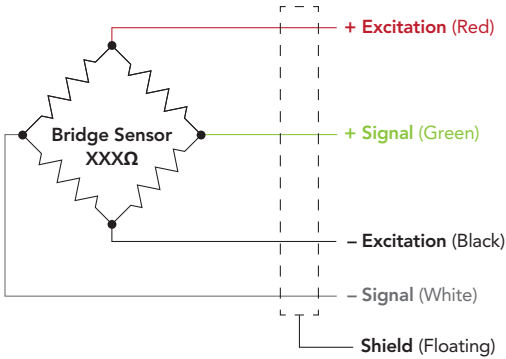 + Excitation (Red)
Bridge Sensor
XXXΩ
+ Signal (Green)
– Excitation (Black)
– Signal (White)
Shield (Floating)